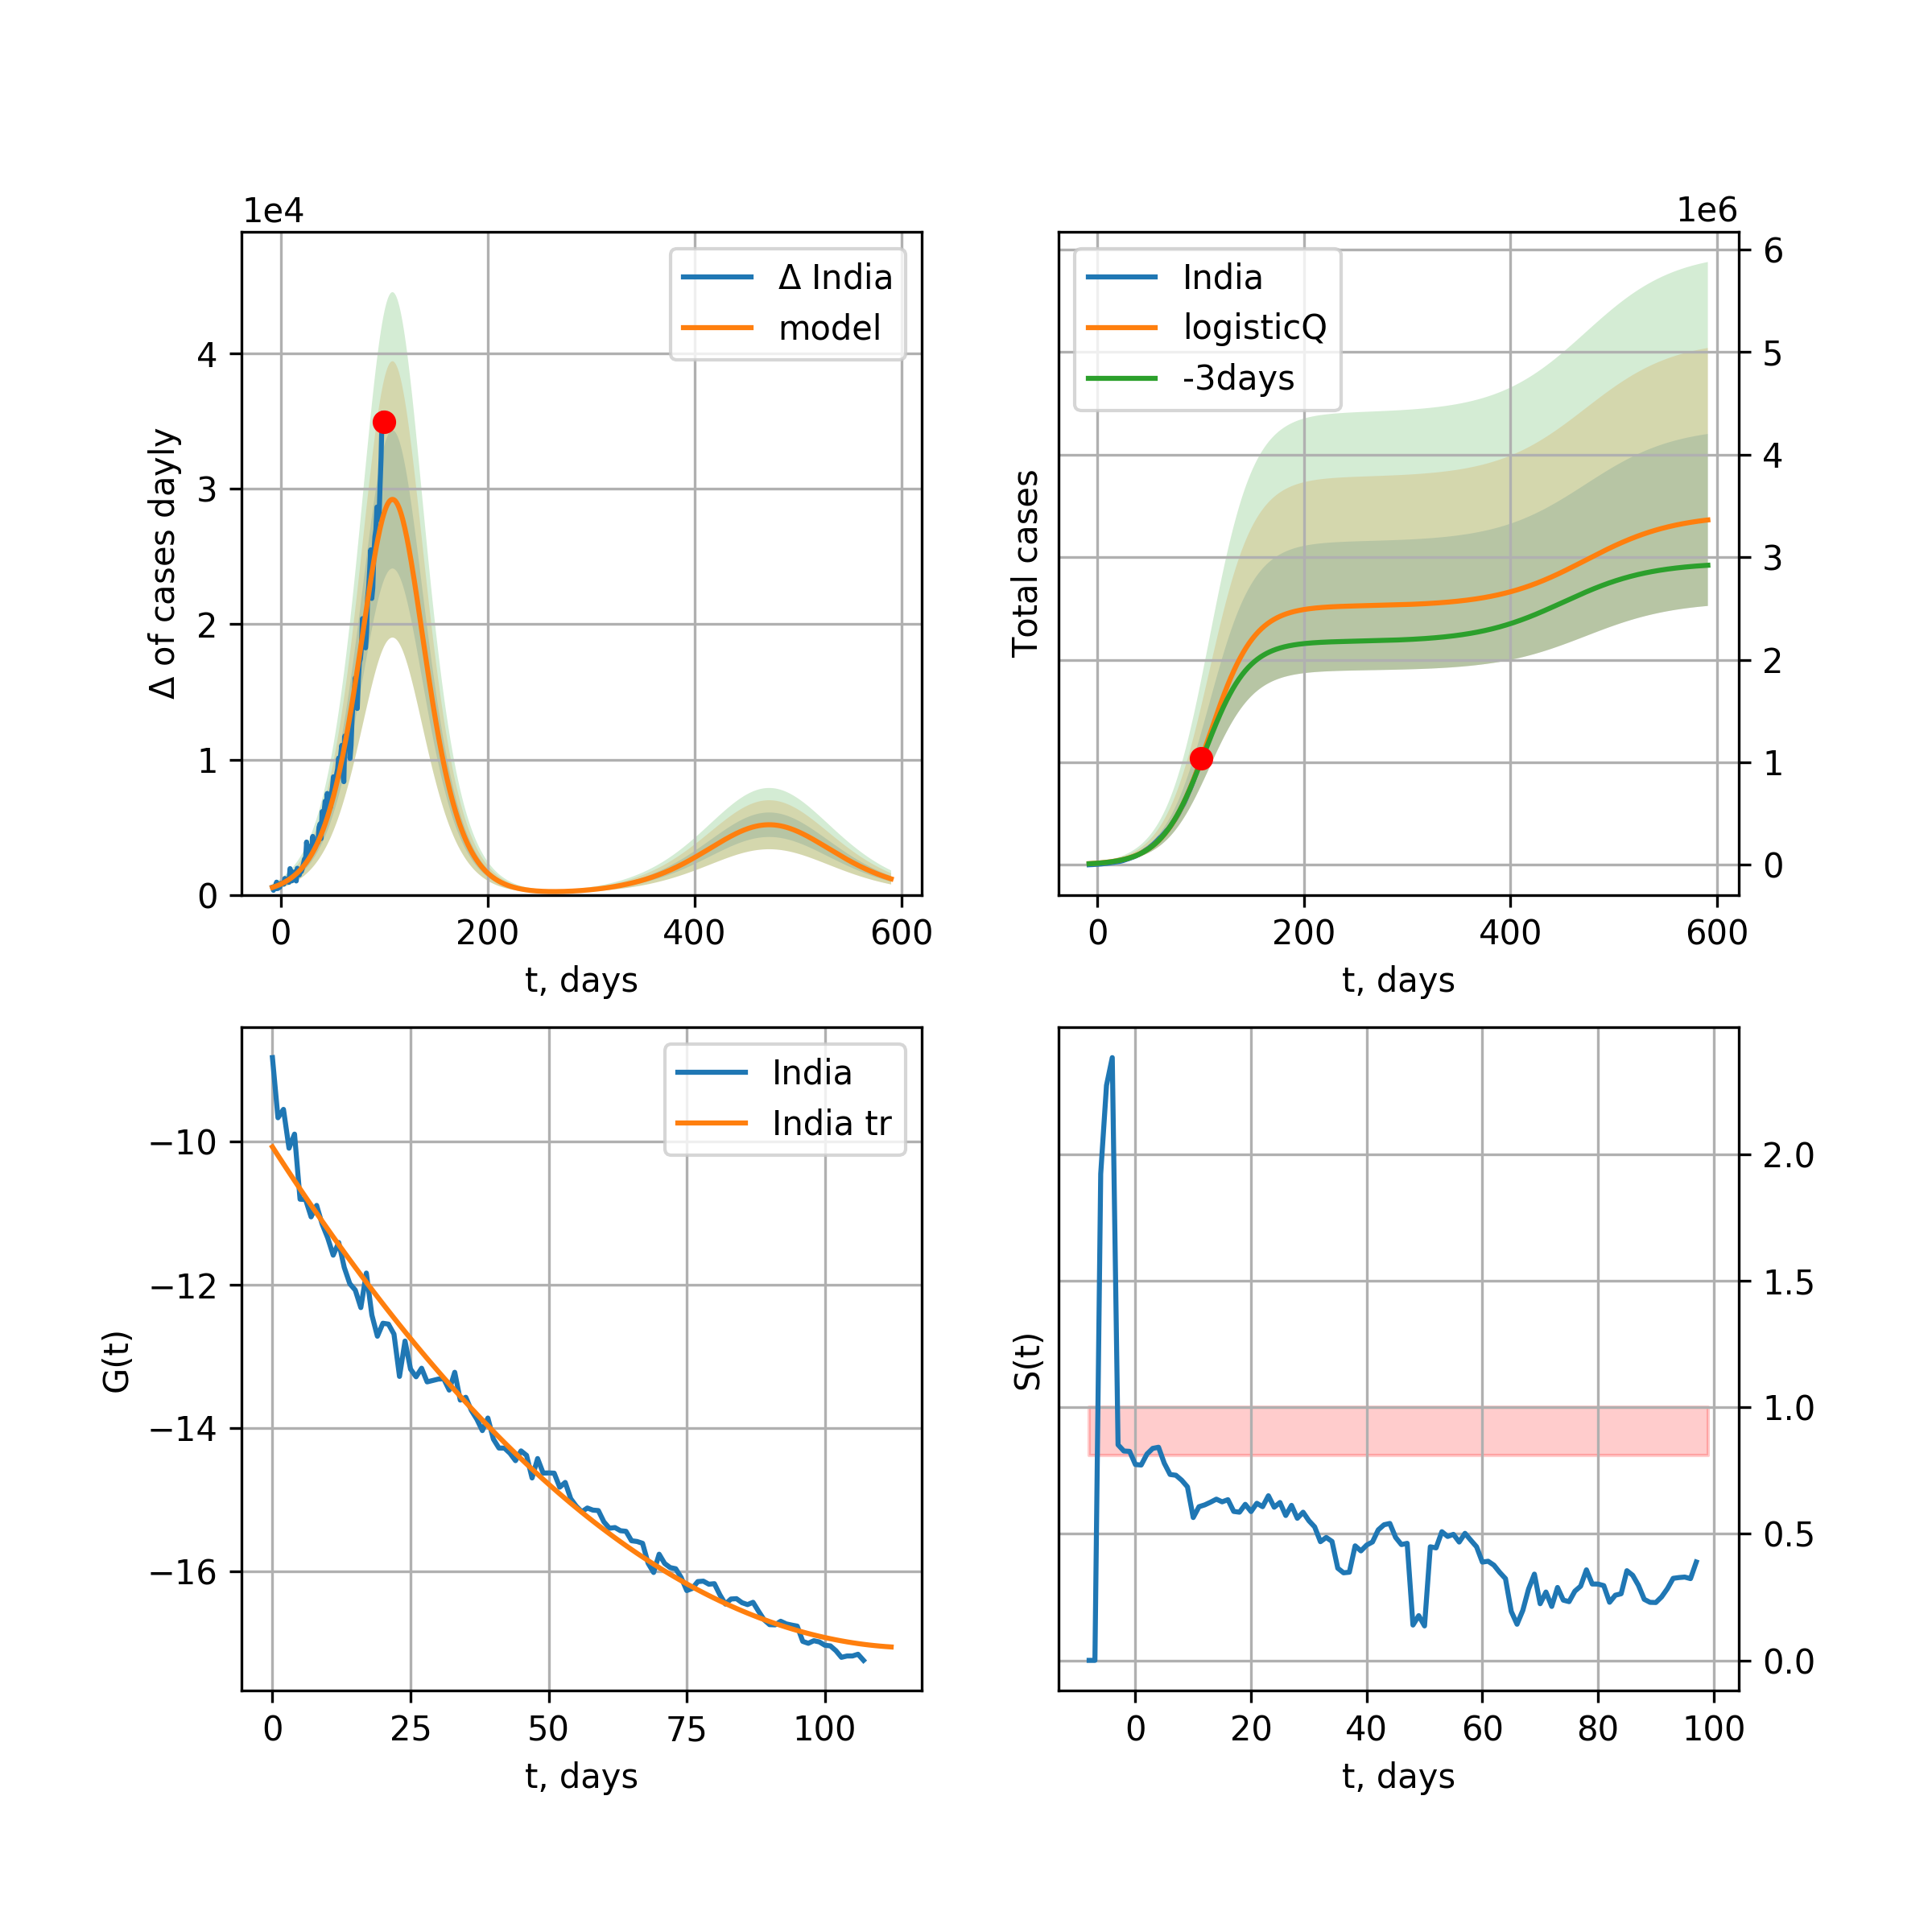 1e4
Δ of cases dayly
4
3
2
1
0
0 200 400 600
t, days
Δ India
model
1e6
Total cases
6
5
4
3
2
1
0
0 200 400 600
t, days
India
logisticQ
-3days
G(t)
−10
−12
−14
−16
0 25 50 75 100
t, days
India
India tr
S(t)
2.0
1.5
1.0
0.5
0.0
0 20 40 60 80 100
t, days